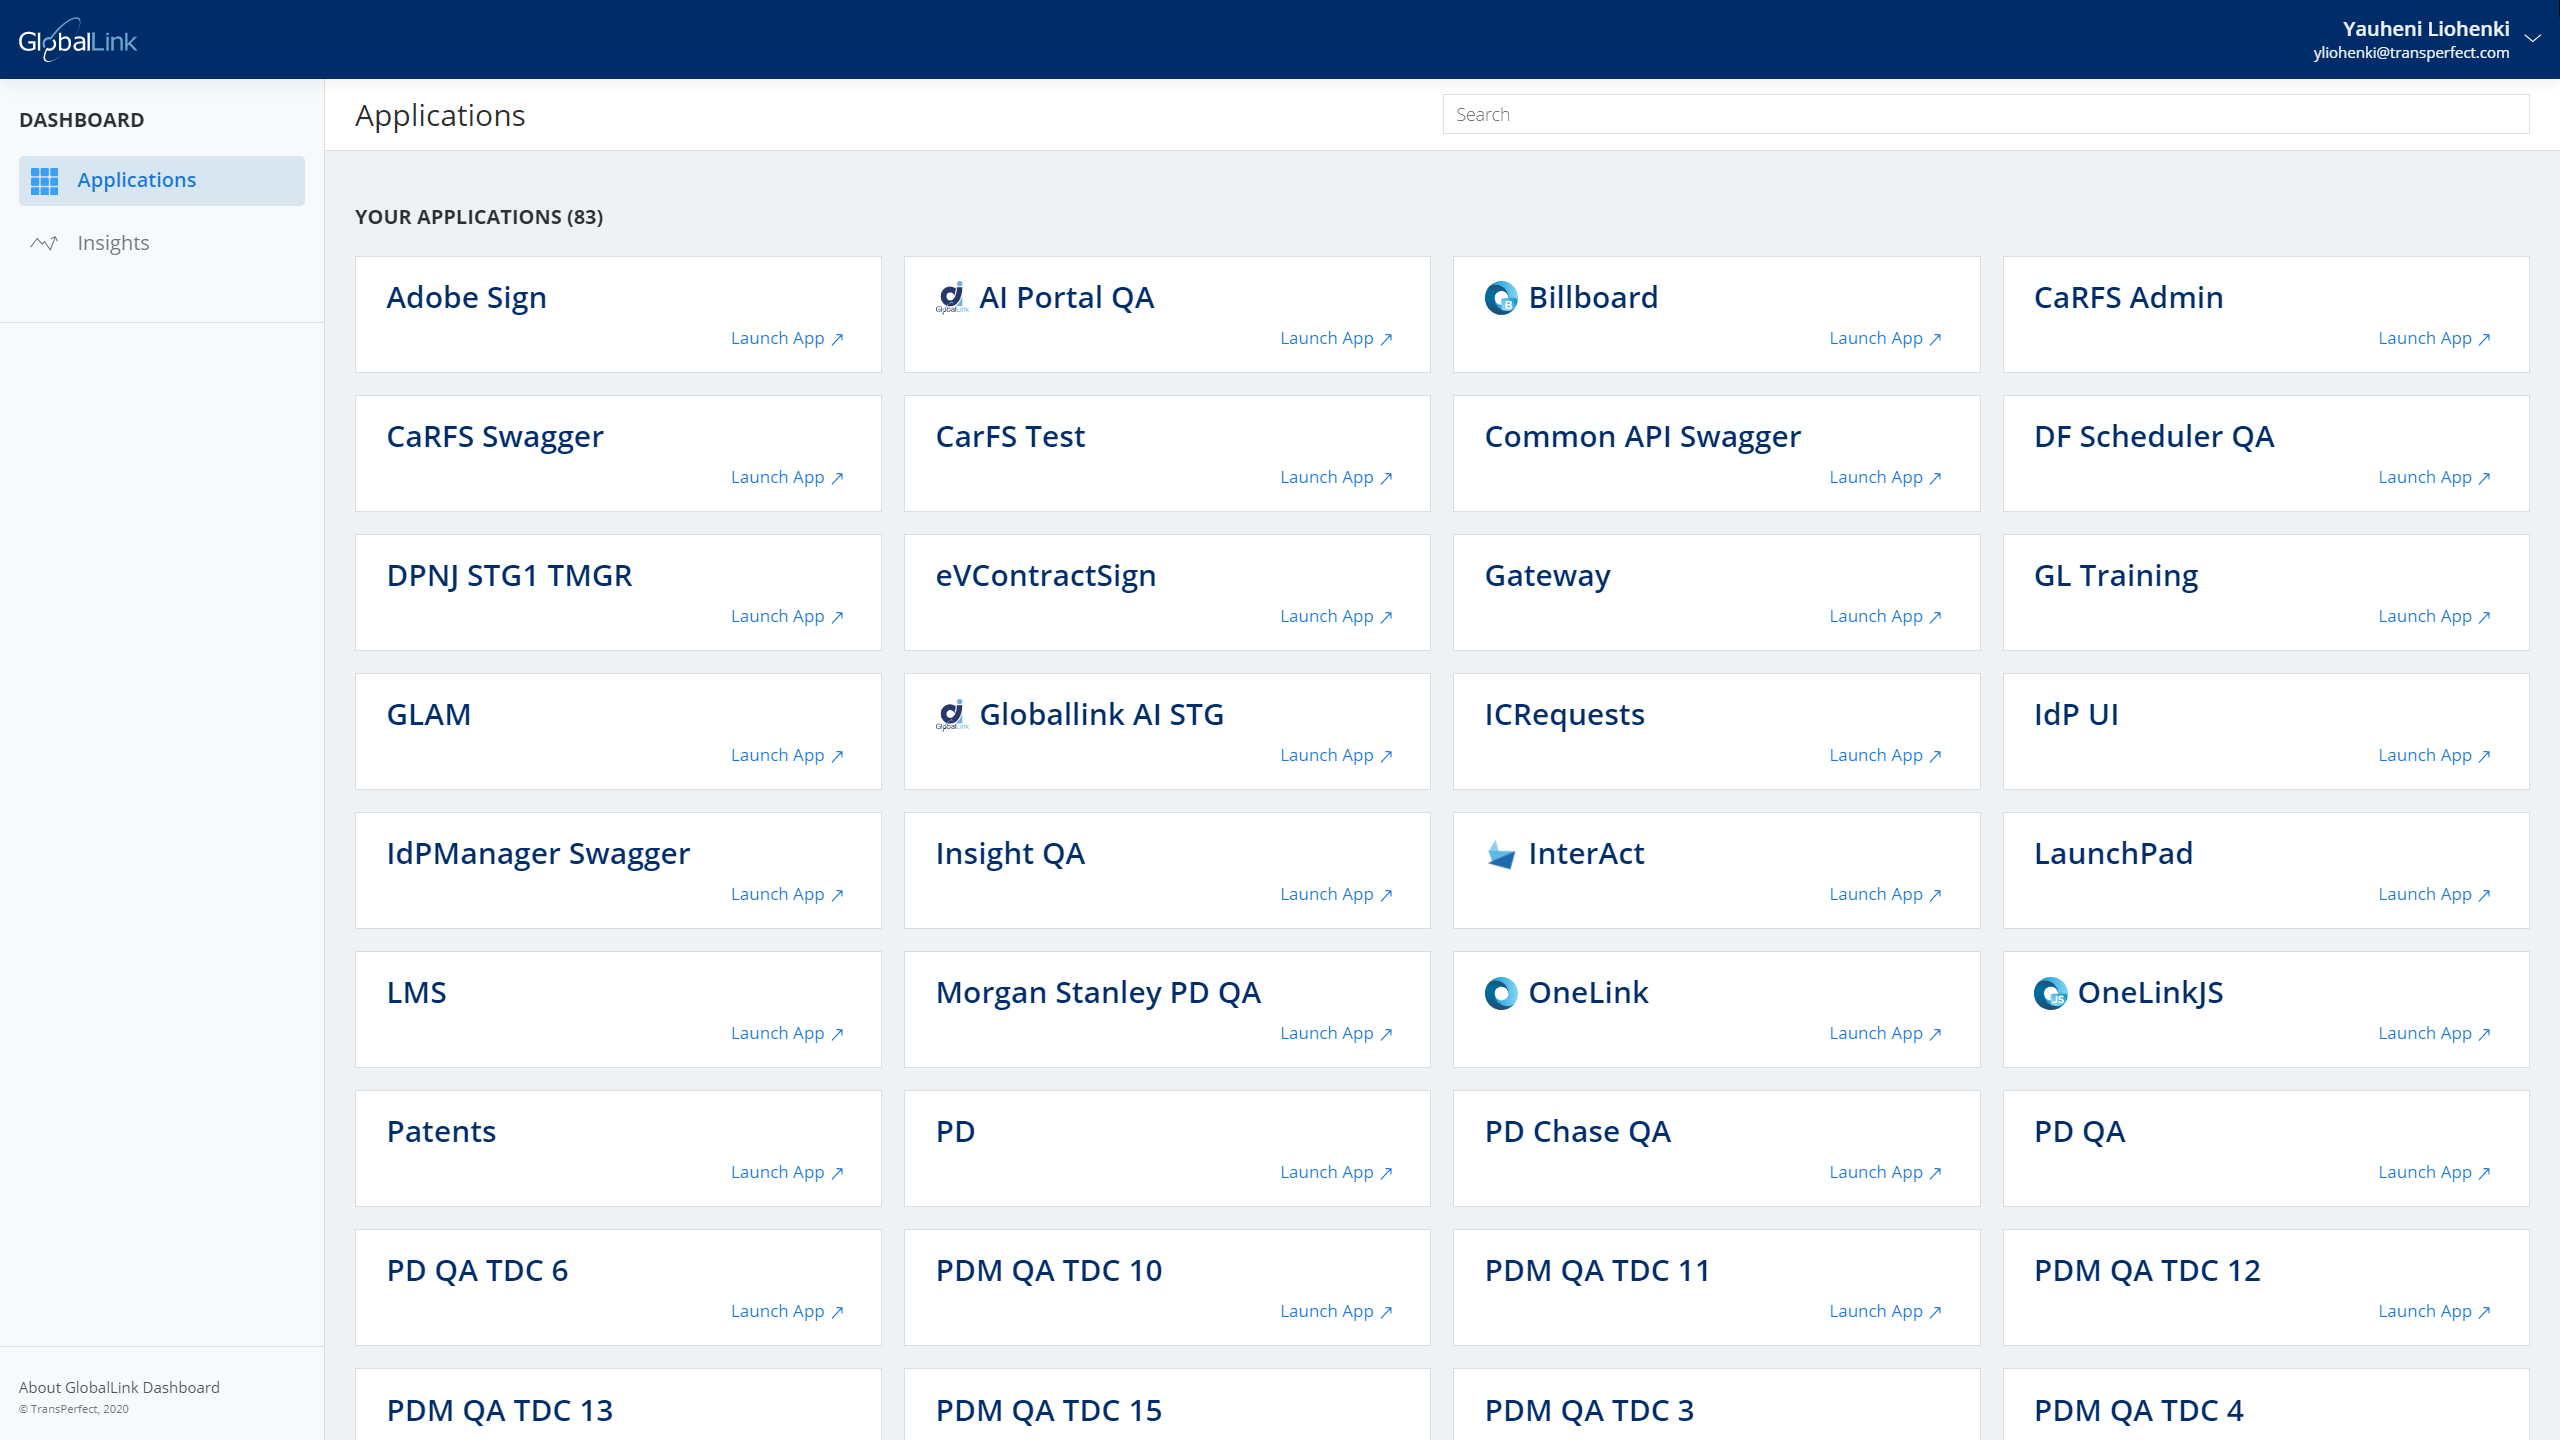 GlobalLink
Yauheni Liohenki
yliohenki@transperfect.com
DASHBOARD
Applications
Insights
Applications
Search
YOUR APPLICATIONS (83)
Adobe Sign
Launch App
AI Portal QA
Launch App
Billboard
Launch App
CaRFS Admin
Launch App
CaRFS Swagger
Launch App
CarFS Test
Launch App
Common API Swagger
Launch App
DF Scheduler QA
Launch App
DPNJ STG1 TMGR
Launch App
eVContractSign
Launch App
Gateway
Launch App
GL Training
Launch App
GLAM
Launch App
Globallink AI STG
Launch App
ICRequests
Launch App
IdP UI
Launch App
IdPManager Swagger
Launch App
Insight QA
Launch App
InterAct
Launch App
LaunchPad
Launch App
LMS
Launch App
Morgan Stanley PD QA
Launch App
OneLink
Launch App
JS
OneLinkJS
Launch App
Patents
Launch App
PD
Launch App
PD Chase QA
Launch App
PD QA
Launch App
PD QA TDC 6
Launch App
PDM QA TDC 10
Launch App
PDM QA TDC 11
Launch App
PDM QA TDC 12
Launch App
PDM QA TDC 13
PDM QA TDC 15
PDM QA TDC 3
PDM QA TDC 4
About GlobalLink Dashboard
© TransPerfect, 2020